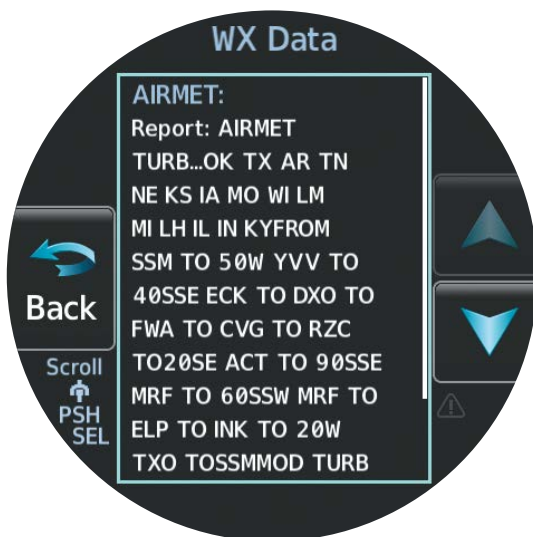 WX Data
AIRMET:
Report: AIRMET
TURB...OK TX AR TN
NE KS IA MO WI LM
MI LH IL IN KYFROM
SSM TO 50W YVV TO
40SSE ECK TO DXO TO
FWA TO CVG TO RZC
TO20SE ACT TO 90SSE
MRF TO 60SSW MRF TO
ELP TO INK TO 20W
TXO TOSSMMOD TURB
Back
Scroll
PSH
SEL